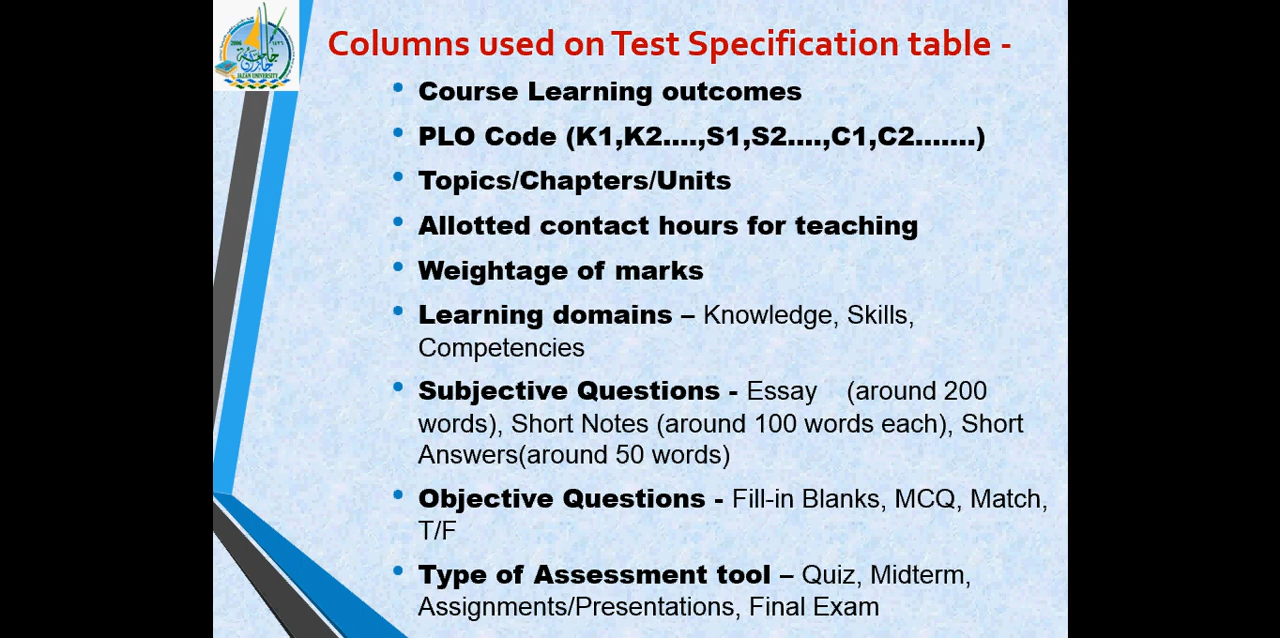 2006
JAZAN UNIVERSITY
Columns used on Test Specification table -
• Course Learning outcomes
• PLO Code (K1,K2....,S1,S2....,C1,C2.......)
• Topics/Chapters/Units
• Allotted contact hours for teaching
• Weightage of marks
• Learning domains – Knowledge, Skills,
Competencies
• Subjective Questions - Essay    (around 200
words), Short Notes (around 100 words each), Short
Answers(around 50 words)
• Objective Questions - Fill-in Blanks, MCQ, Match,
T/F
• Type of Assessment tool – Quiz, Midterm,
Assignments/Presentations, Final Exam